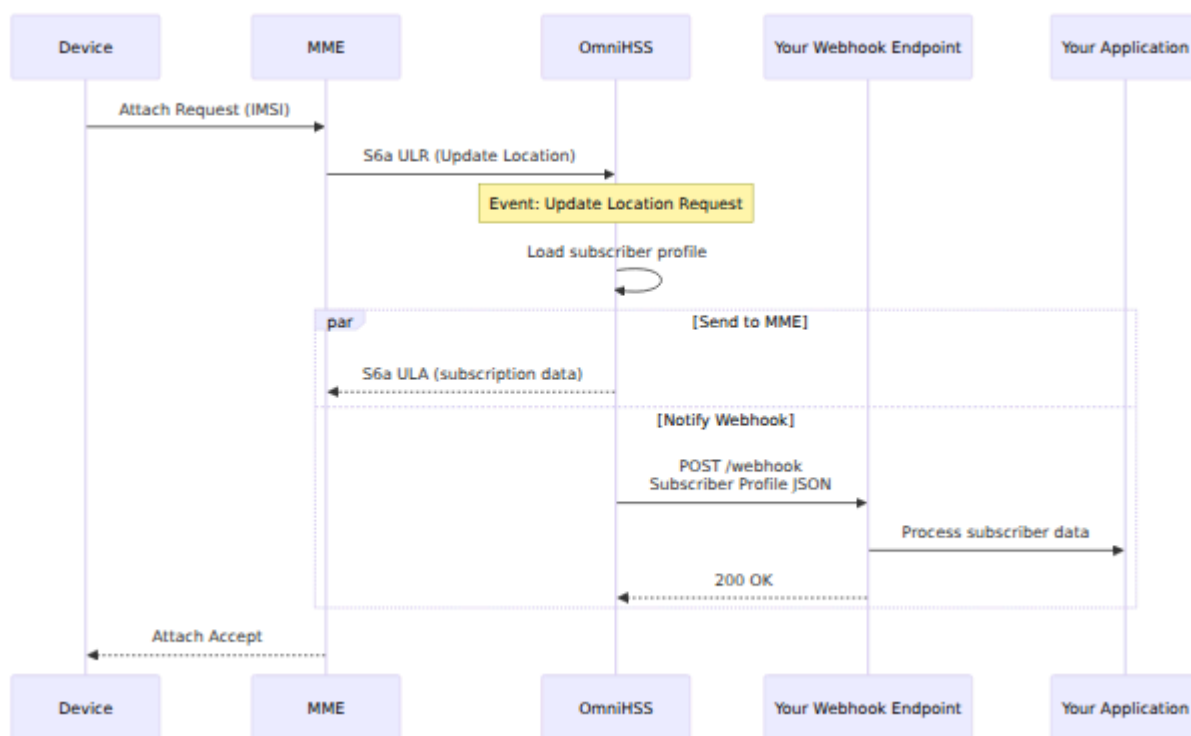 Device
MME
OmniHSS
Your Webhook Endpoint
Your Application
Attach Request (IMSI)
S6a ULR (Update Location)
Event: Update Location Request
Load subscriber profile
par
[Send to MME]
S6a ULA (subscription data)
[Notify Webhook]
POST /webhook
Subscriber Profile JSON
Process subscriber data
200 OK
Attach Accept
Device
MME
OmniHSS
Your Webhook Endpoint
Your Application